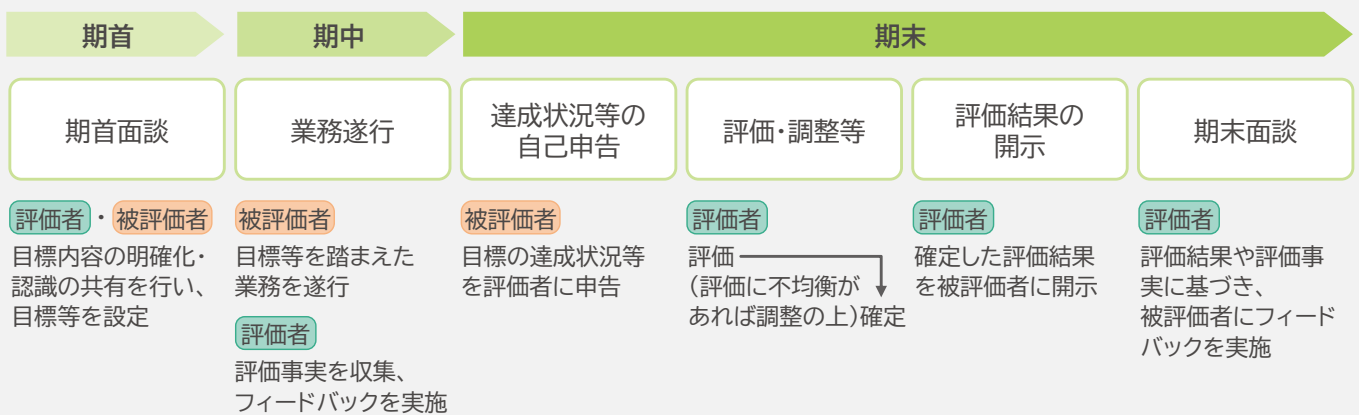 期首
期中
期末
期首面談
業務遂行
達成状況等の
自己申告
評価・調整等
評価結果の
開示
期末面談
評価者・被評価者
目標内容の明確化・
認識の共有を行い、
目標等を設定
被評価者
目標等を踏まえた
業務を遂行
評価者
評価事実を収集、
フィードバックを実施
被評価者
目標の達成状況等
を評価者に申告
評価者
評価
（評価に不均衡が
あれば調整の上）確定
評価者
確定した評価結果
を被評価者に開示
評価者
評価結果や評価事
実に基づき、
被評価者にフィード
バックを実施